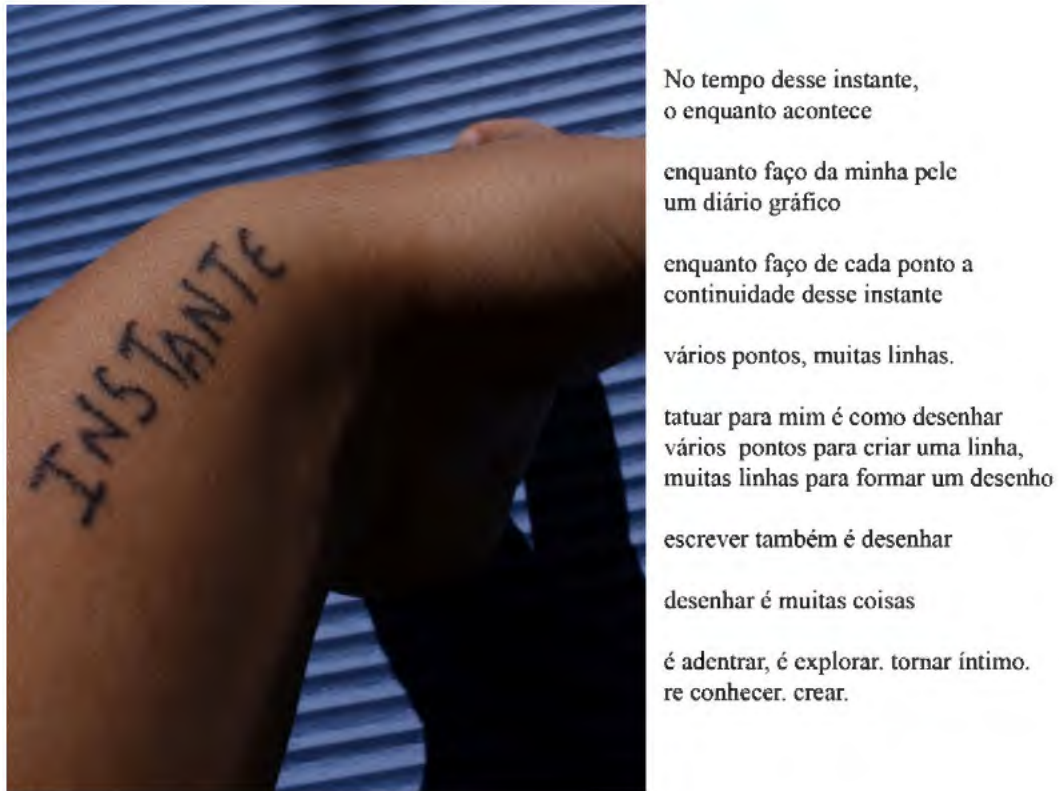 INSTANTE
No tempo desse instante,
o enquanto acontece
enquanto faço da minha pele
um diário gráfico
enquanto faço de cada ponto a
continuidade desse instante
vários pontos, muitas linhas.
tatuar para mim é como desenhar
vários pontos para criar uma linha,
muitas linhas para formar um desenho
escrever também é desenhar
desenhar é muitas coisas
é adentrar, é explorar. tornar íntimo.
re conhecer. crear.